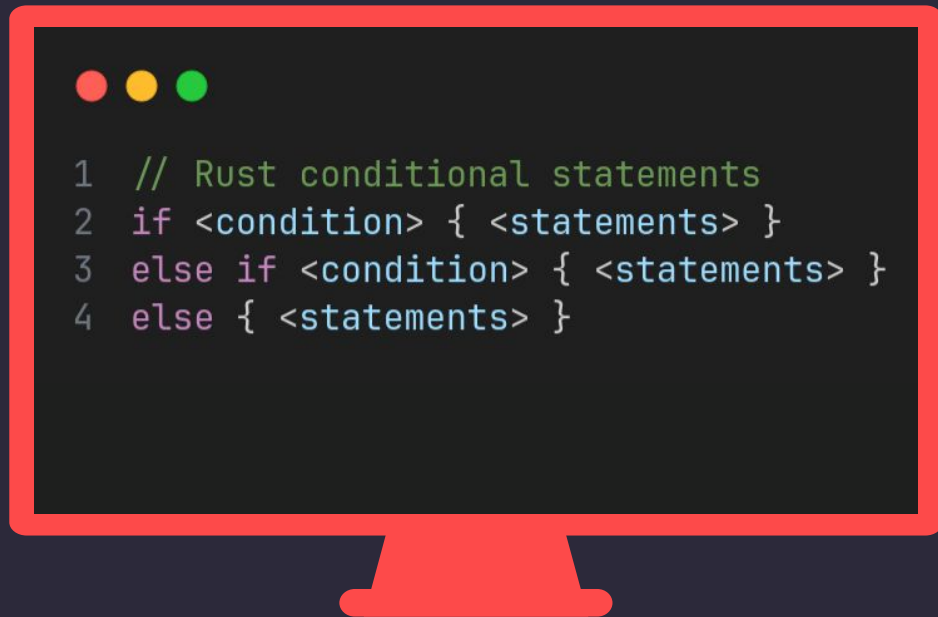 1 // Rust conditional statements
2 if <condition> { <statements> }
3 else if <condition> { <statements> }
4 else { <statements> }